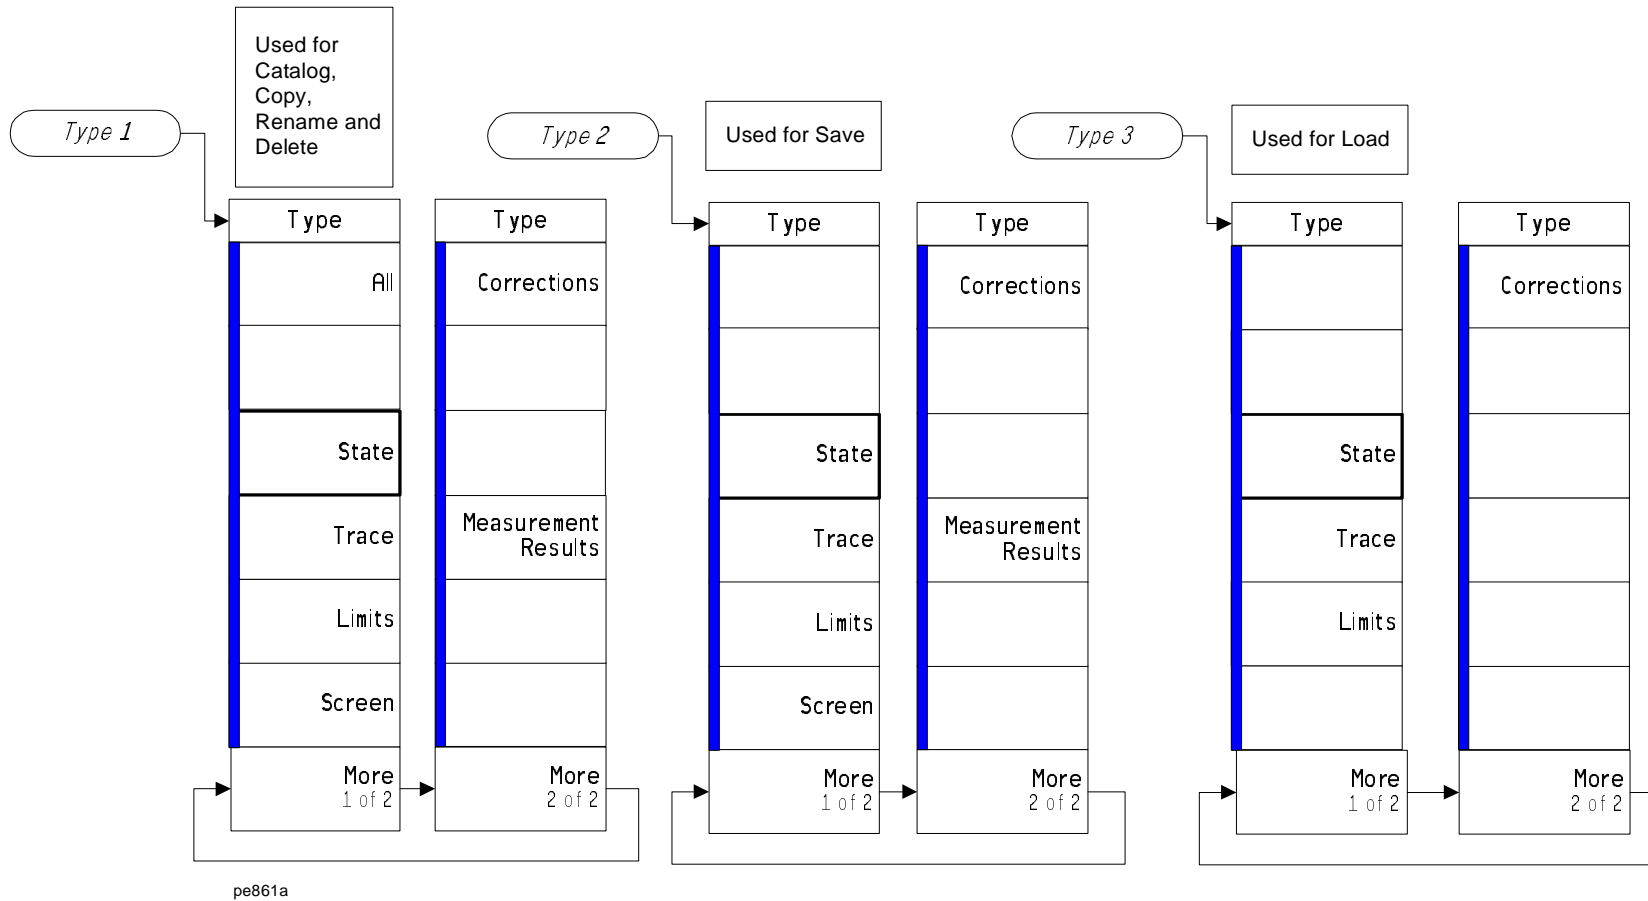 Type 1
Used for
Catalog,
Copy,
Rename and
Delete
Type
All
State
Trace
Limits
Screen
More
1 of 2
Type
Corrections
Measurement
Results
More
2 of 2
Type 2
Used for Save
Type
State
Trace
Limits
Screen
More
1 of 2
Type
Corrections
Measurement
Results
More
2 of 2
Type 3
Used for Load
Type
State
Trace
Limits
More
1 of 2
Type
Corrections
More
2 of 2
pe861a